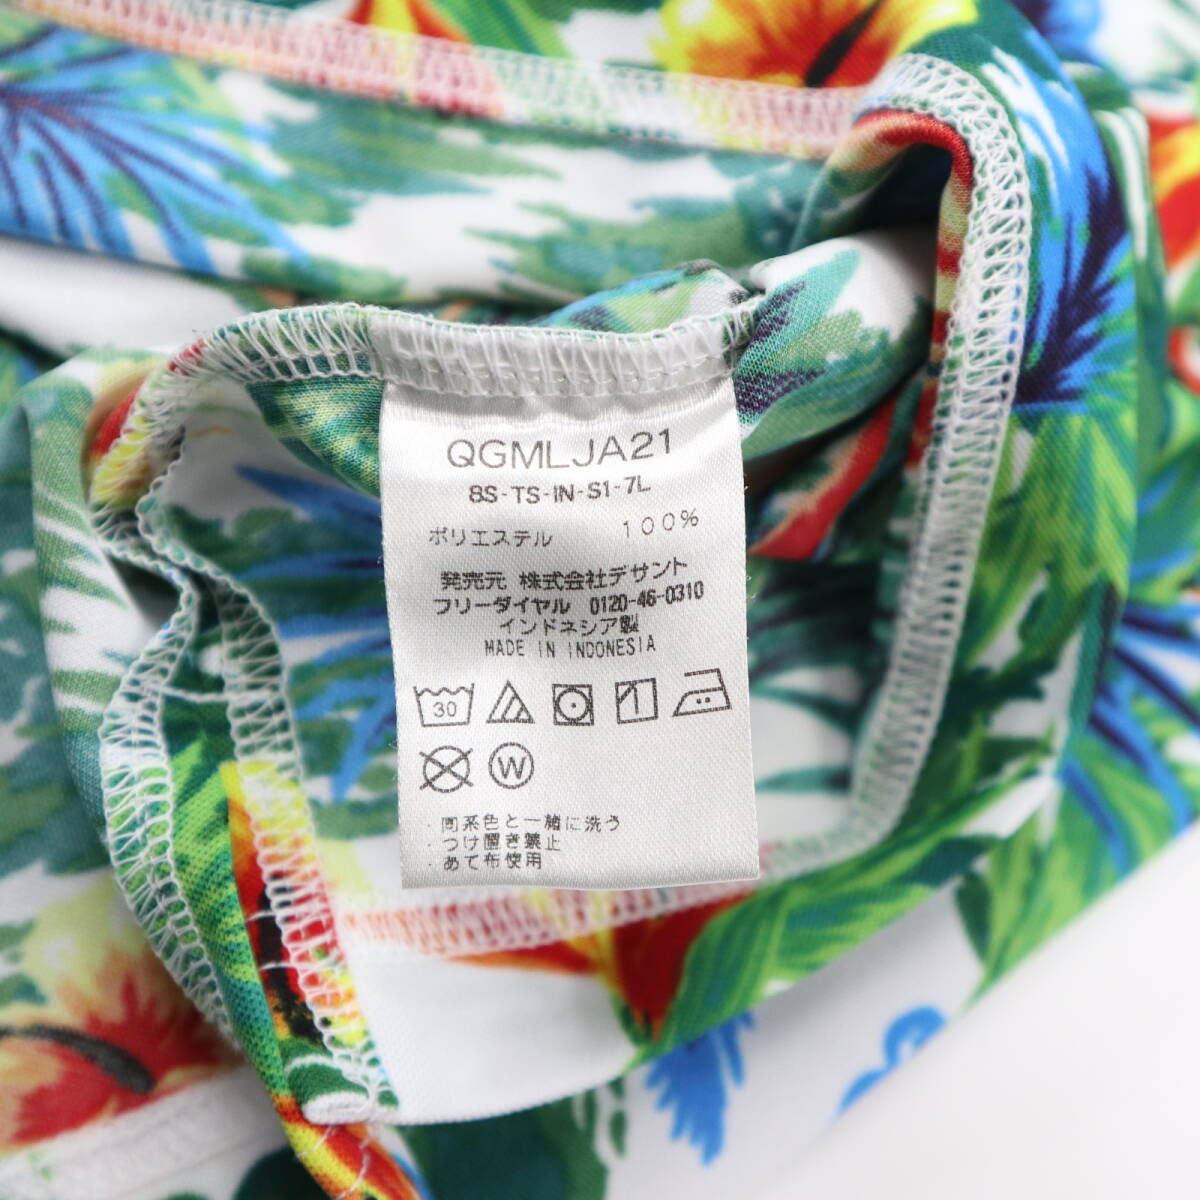 QGMLJA21
8S-TS-IN-S1-7L
ポリエステル 100%
発売元 株式会社デサント
フリーダイヤル 0120-46-0310
インドネシア製
MADE IN INDONESIA
30
W
・同系色と一緒に洗う
・つけ置き禁止
・あて布使用